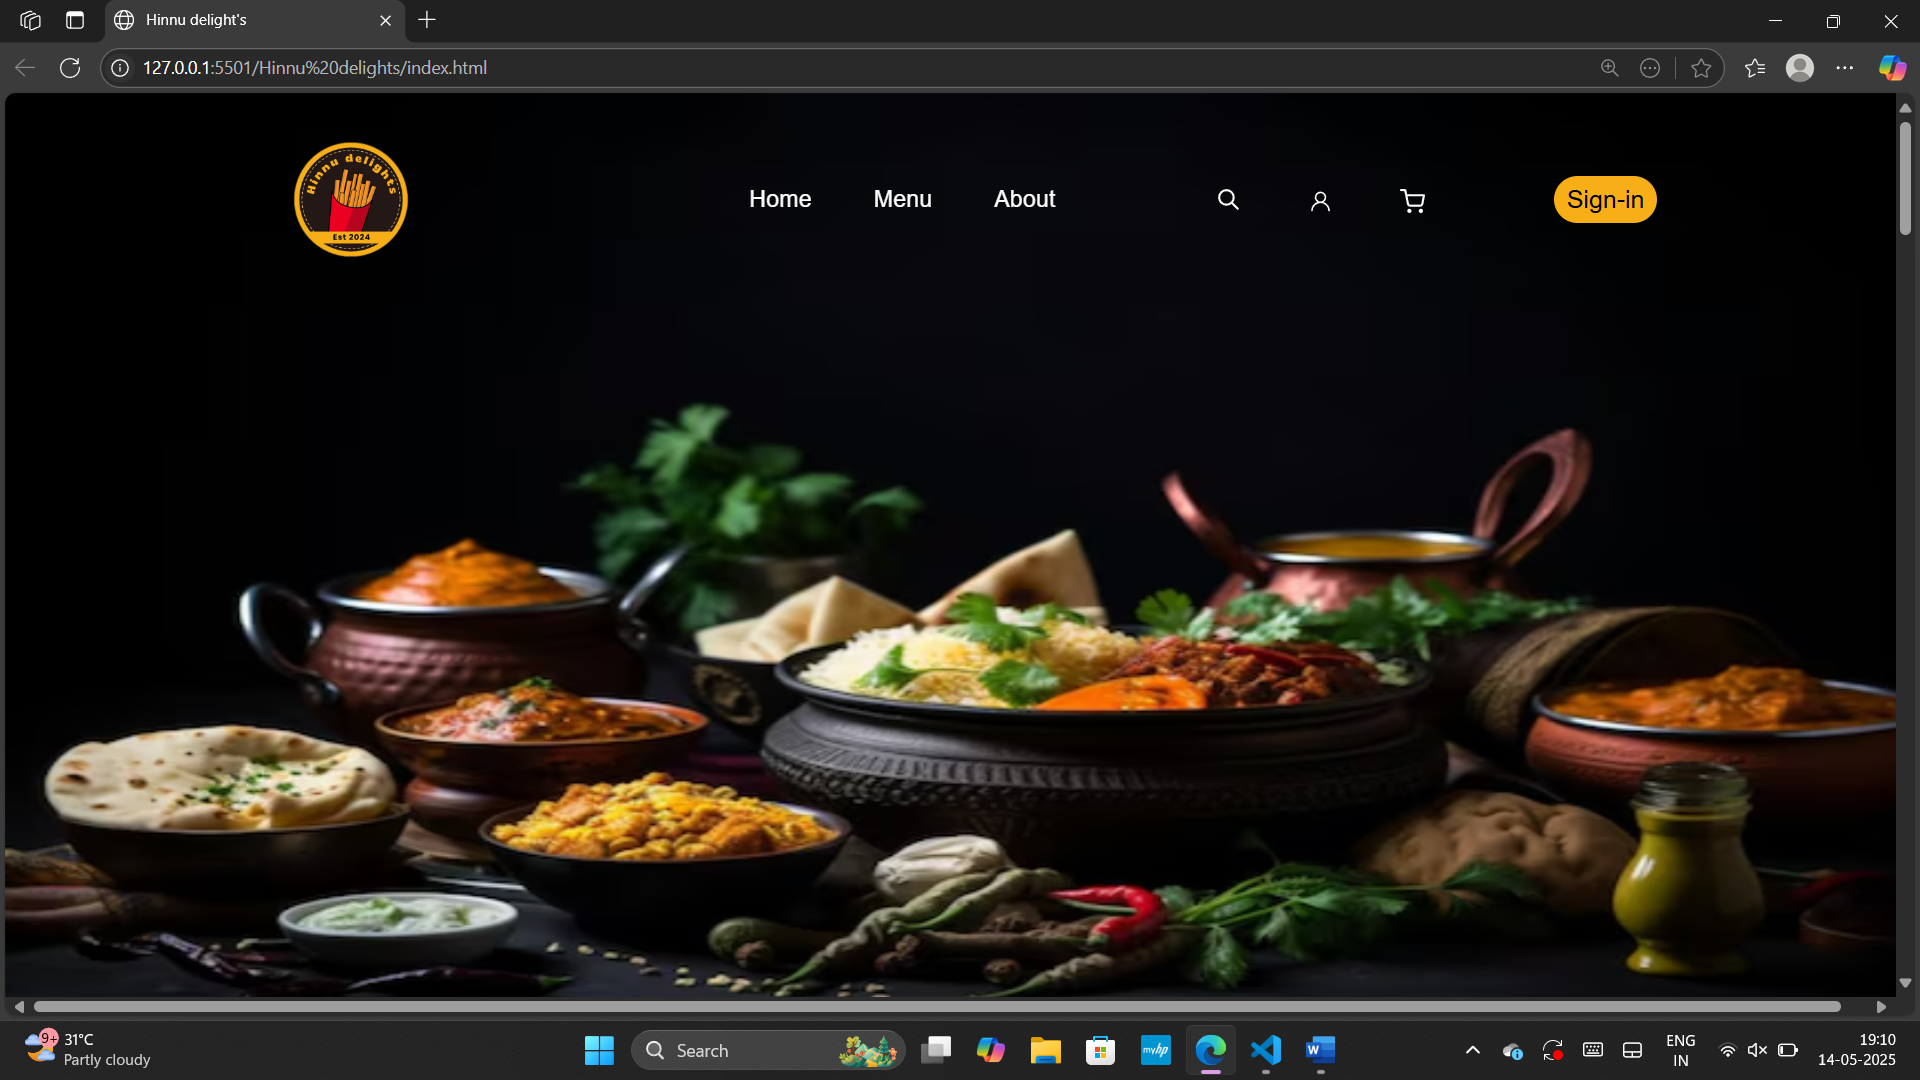 Hinnu delight's
127.0.0.1:5501/Hinnu%20delights/index.html
Hinnu delights
Est 2024
Home
Menu
About
Sign-in
9+
31°C
Partly cloudy
Search
myhp
W
ENG
IN
19:10
14-05-2025